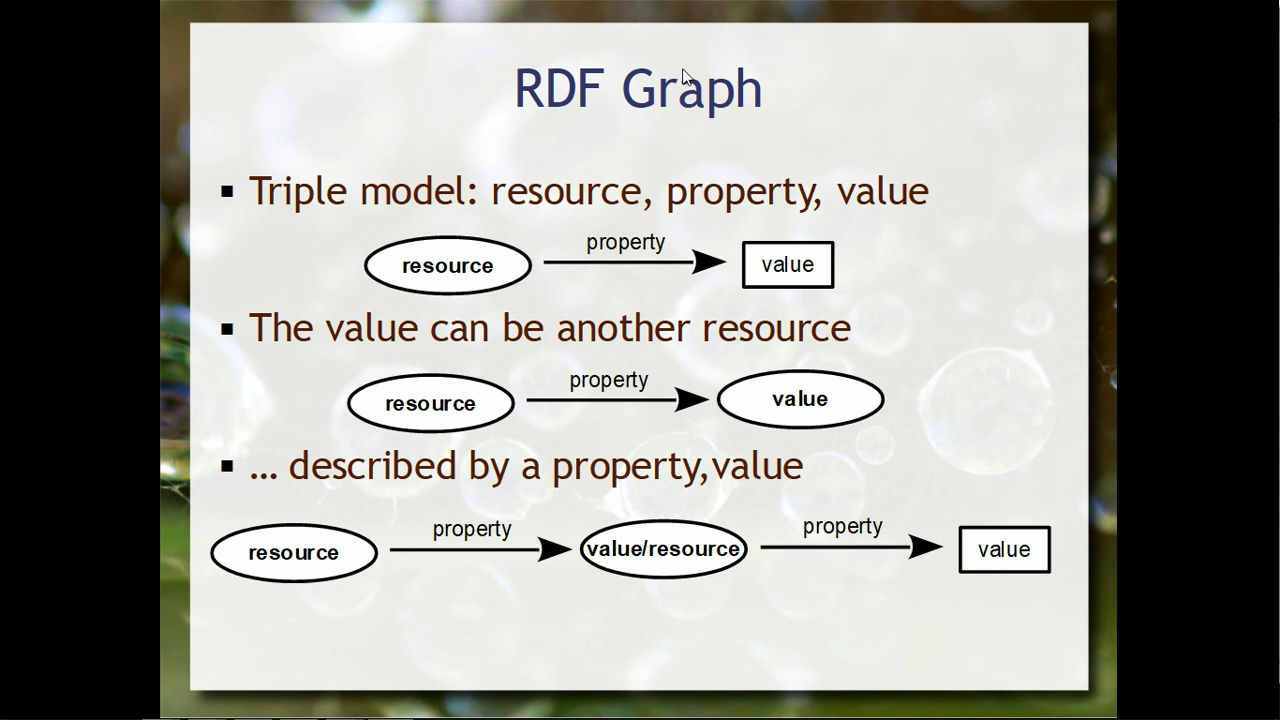 RDF Graph
▪ Triple model: resource, property, value
property
resource
value
▪ The value can be another resource
property
resource
value
▪ … described by a property,value
property
property
resource
value/resource
value